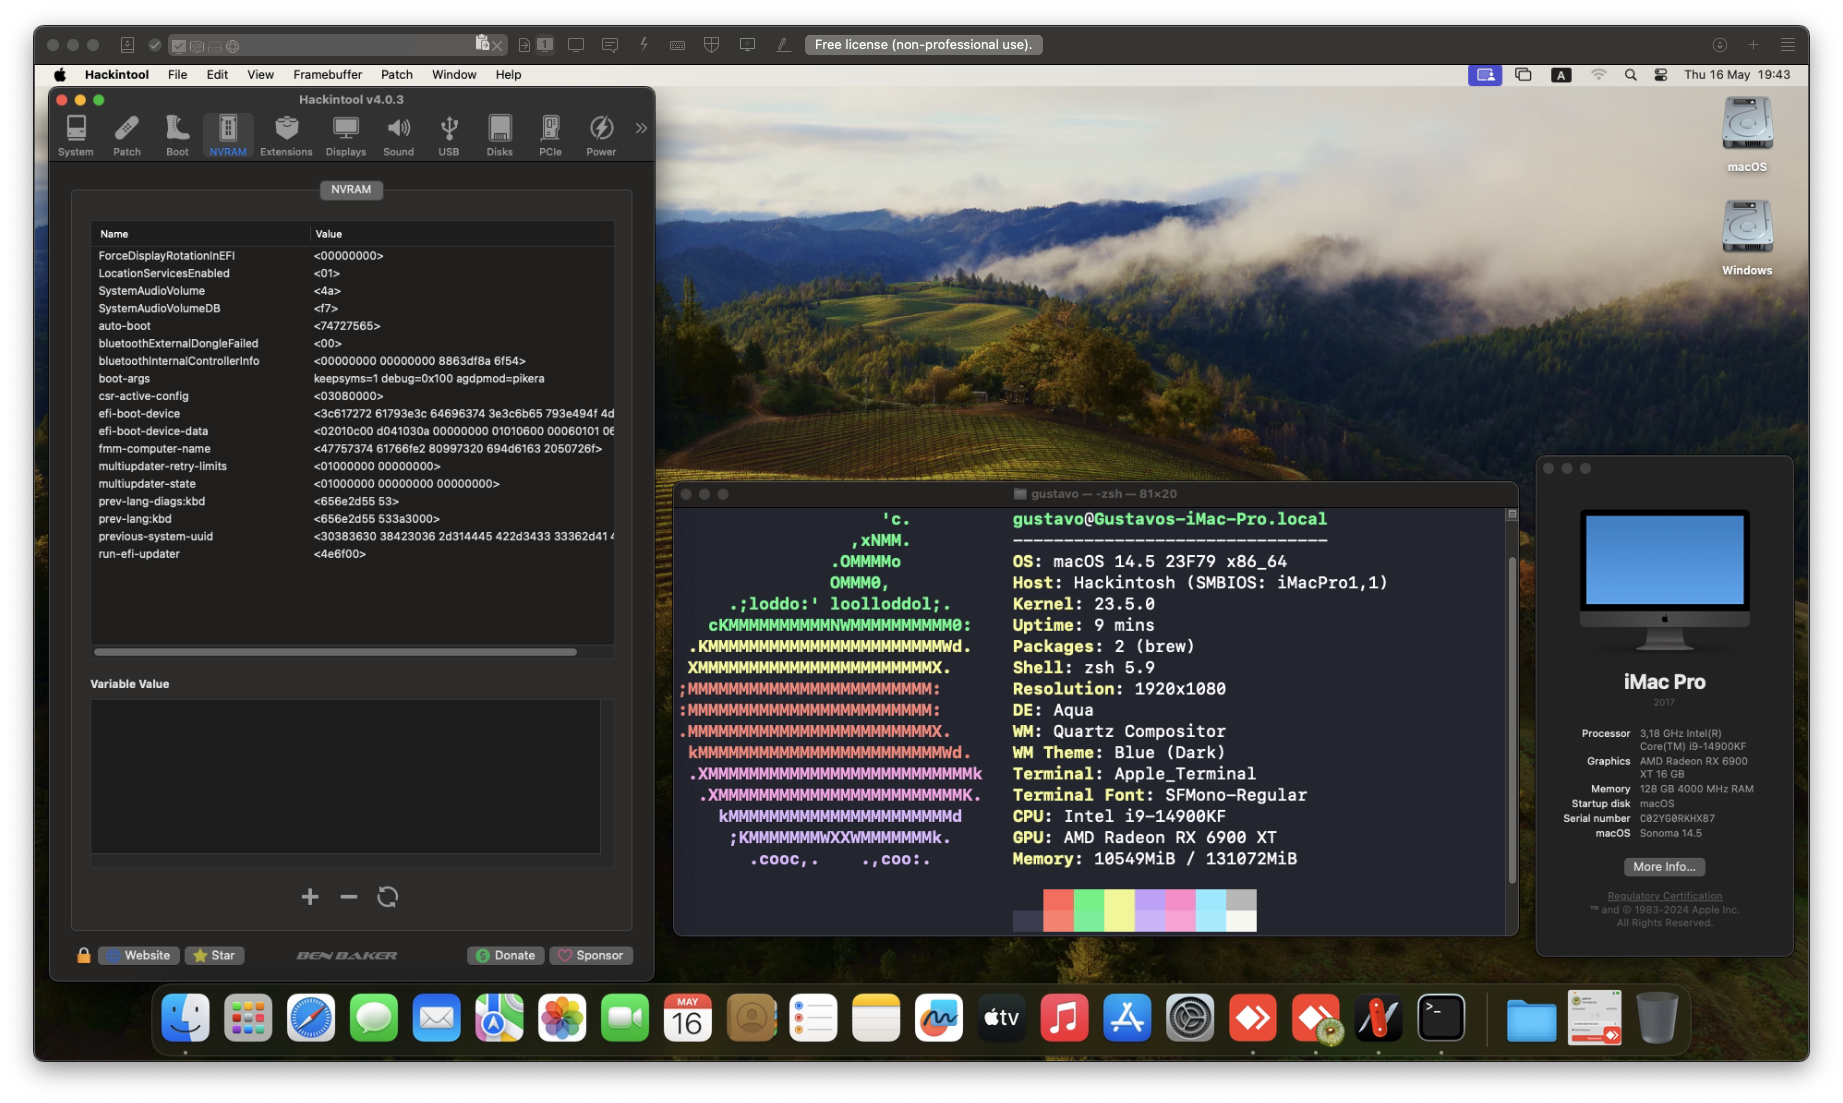 1
Free license (non-professional use).
Hackintool File Edit View Framebuffer Patch Window Help
A Thu 16 May 19:43
Hackintool v4.0.3
System Patch Boot NVRAM Extensions Displays Sound USB Disks PCIe Power
NVRAM
Name Value
ForceDisplayRotationInEFI <00000000>
LocationServicesEnabled <01>
SystemAudioVolume <4a>
SystemAudioVolumeDB <f7>
auto-boot <74727565>
bluetoothExternalDongleFailed <00>
bluetoothInternalControllerInfo <00000000 00000000 8863df8a 6f54>
boot-args keepsyms=1 debug=0x100 agdpmod=pikera
csr-active-config <03080000>
efi-boot-device <3c617272 61793e3c 64696374 3e3c6b65 793e494f 4d
efi-boot-device-data <02010c00 d041030a 00000000 01010600 00060101 06
fmm-computer-name <47757374 61766fe2 80997320 694d6163 2050726f>
multiupdater-retry-limits <01000000 00000000>
multiupdater-state <01000000 00000000 00000000>
prev-lang-diags:kbd <656e2d55 53>
prev-lang:kbd <656e2d55 533a3000>
previous-system-uuid <30383630 38423036 2d314445 422d3433 33362d41 4
run-efi-updater <4e6f00>
Variable Value
Website Star BEN BAKER Donate Sponsor
macOS
Windows
gustavo — -zsh — 81×20
'c.
,xNMM.
.OMMMMo
OMMM0,
.;loddo:' loolloddol;.
cKMMMMMMMMMMNWMMMMMMMMMM0:
.KMMMMMMMMMMMMMMMMMMMMMMMWd.
XMMMMMMMMMMMMMMMMMMMMMMMX.
;MMMMMMMMMMMMMMMMMMMMMMMM:
:MMMMMMMMMMMMMMMMMMMMMMMM:
.MMMMMMMMMMMMMMMMMMMMMMMMX.
kMMMMMMMMMMMMMMMMMMMMMMMMWd.
.XMMMMMMMMMMMMMMMMMMMMMMMMMMk
.XMMMMMMMMMMMMMMMMMMMMMMMMK.
kMMMMMMMMMMMMMMMMMMMMMMd
;KMMMMMMMWXXWMMMMMMMk.
.cooc,. .,coo:.
gustavo@Gustavos-iMac-Pro.local
-------------------------------
OS: macOS 14.5 23F79 x86_64
Host: Hackintosh (SMBIOS: iMacPro1,1)
Kernel: 23.5.0
Uptime: 9 mins
Packages: 2 (brew)
Shell: zsh 5.9
Resolution: 1920x1080
DE: Aqua
WM: Quartz Compositor
WM Theme: Blue (Dark)
Terminal: Apple_Terminal
Terminal Font: SFMono-Regular
CPU: Intel i9-14900KF
GPU: AMD Radeon RX 6900 XT
Memory: 10549MiB / 131072MiB
iMac Pro
2017
Processor 3,18 GHz Intel(R)
Core(TM) i9-14900KF
Graphics AMD Radeon RX 6900
XT 16 GB
Memory 128 GB 4000 MHz RAM
Startup disk macOS
Serial number C02YG0RKHX87
macOS Sonoma 14.5
More Info...
Regulatory Certification
™ and © 1983-2024 Apple Inc.
All Rights Reserved.
MAY
16
tv
>_